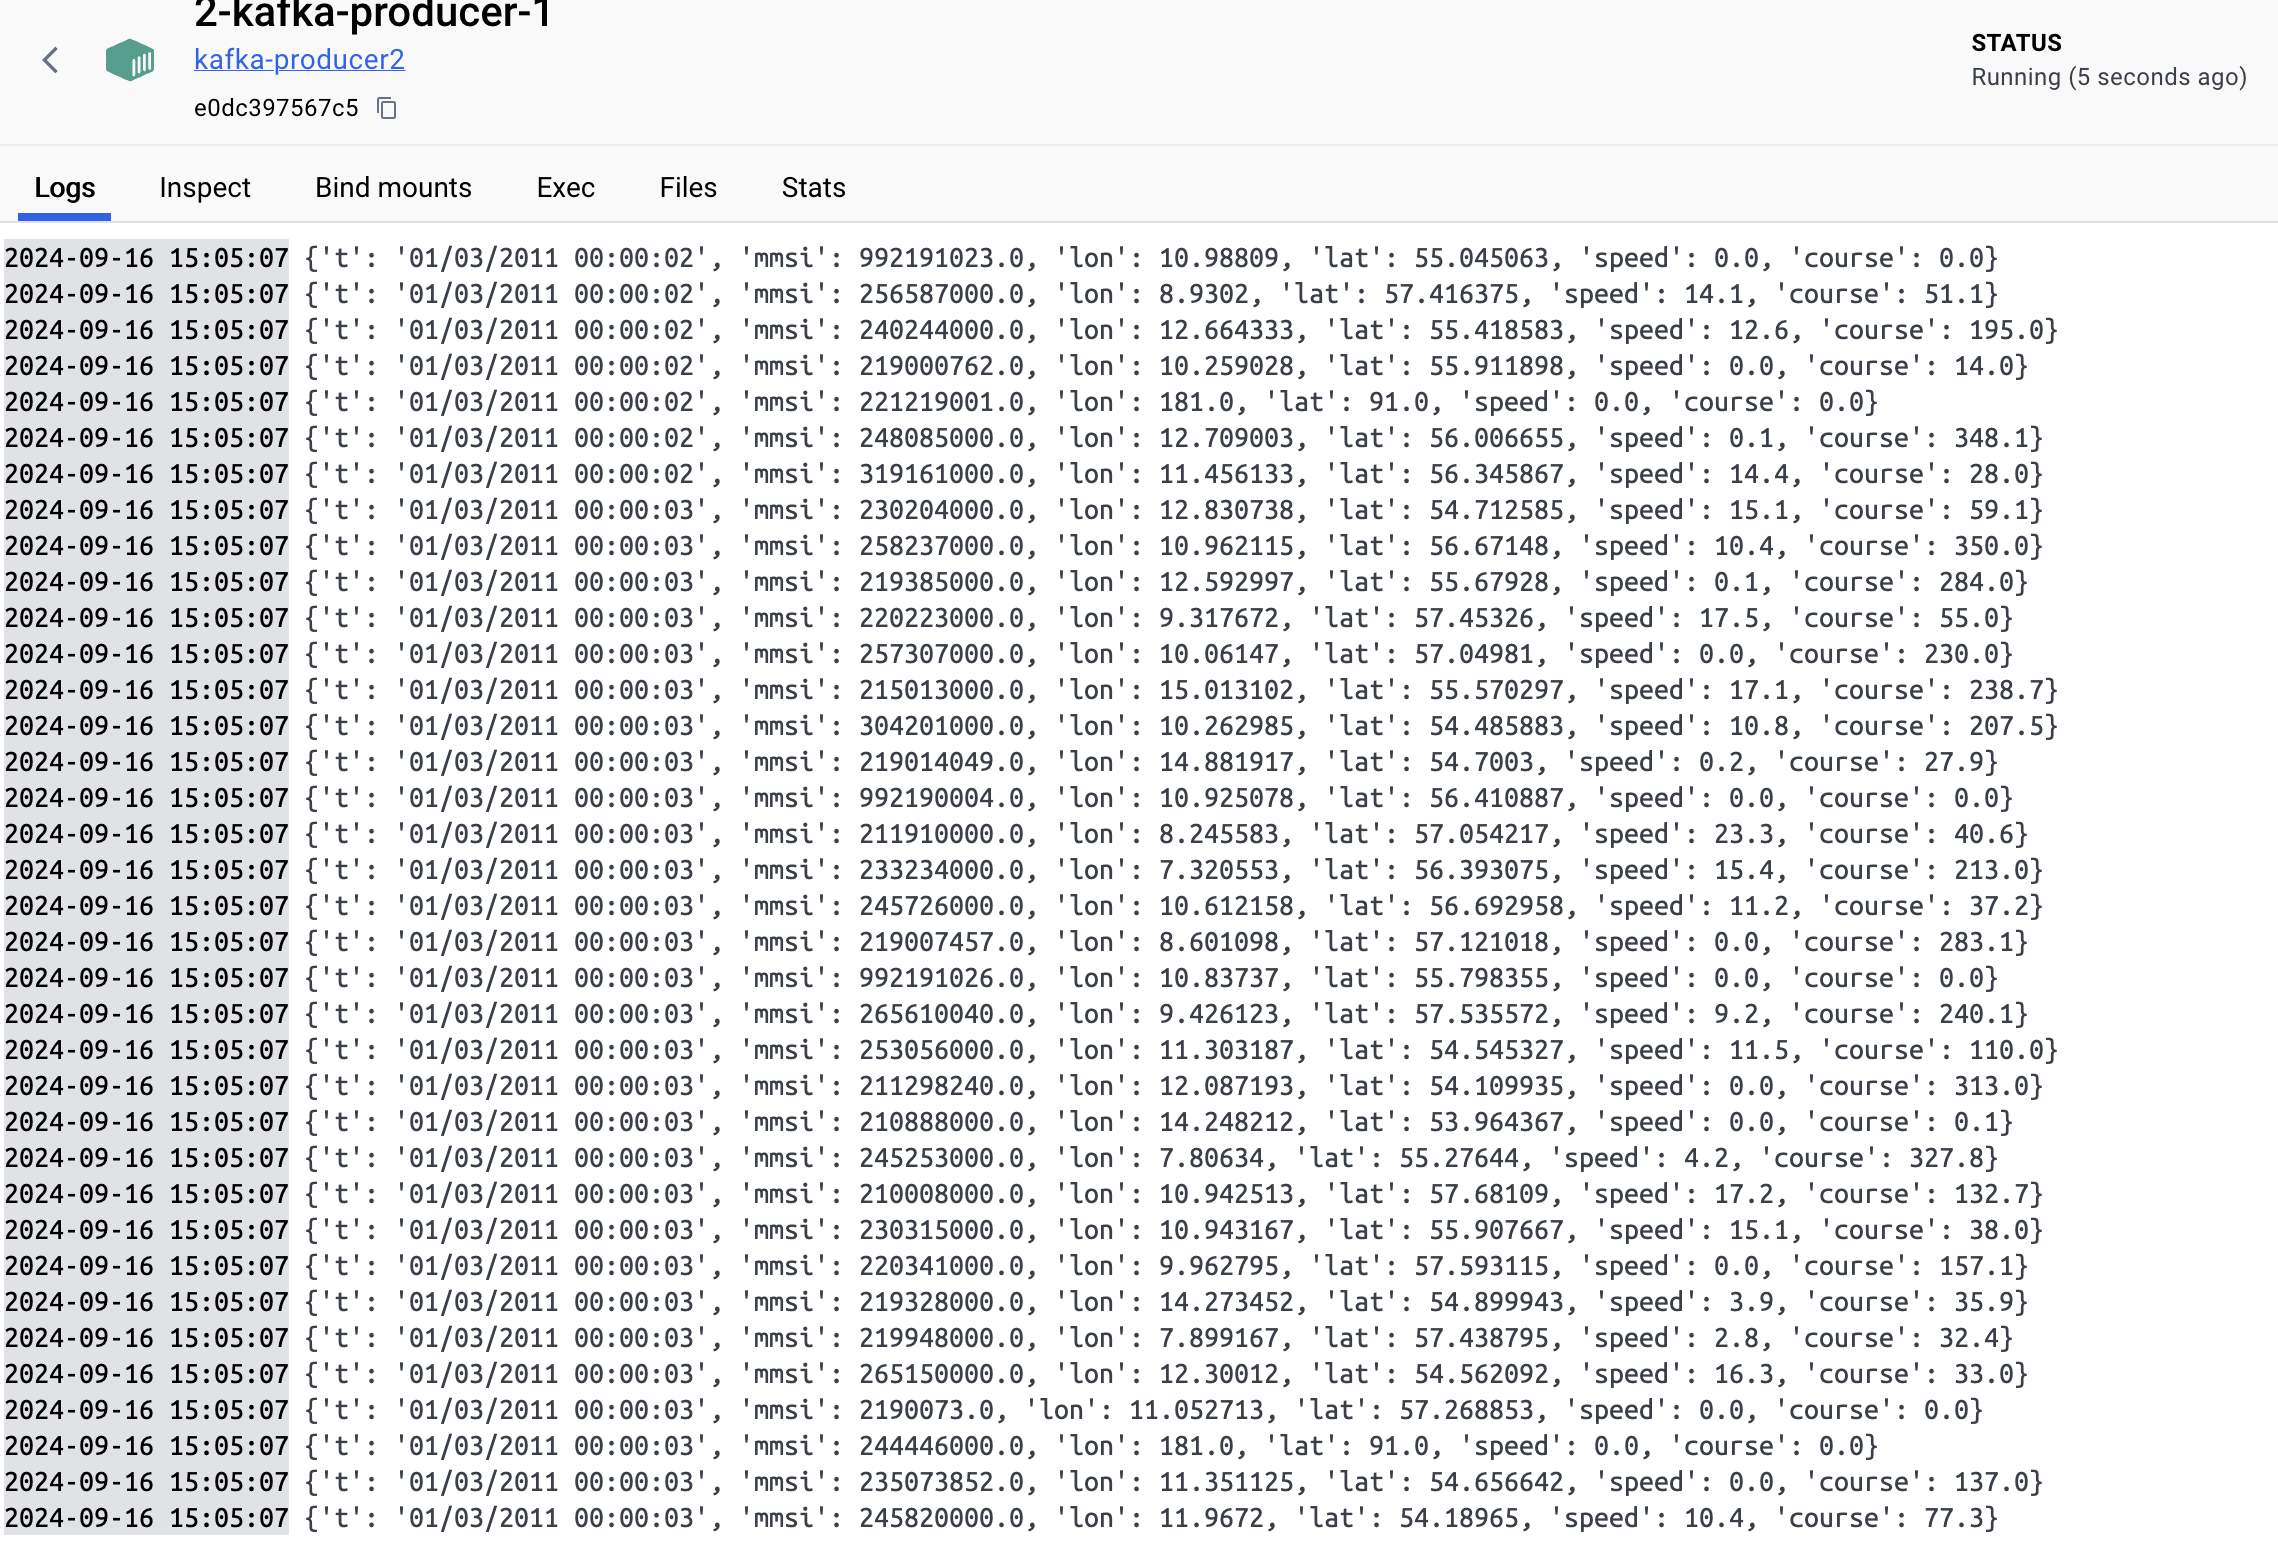 2-kafka-producer-1
kafka-producer2
e0dc397567c5
STATUS
Running (5 seconds ago)
Logs Inspect Bind mounts Exec Files Stats
2024-09-16 15:05:07 {'t': '01/03/2011 00:00:02', 'mmsi': 992191023.0, 'lon': 10.98809, 'lat': 55.045063, 'speed': 0.0, 'course': 0.0}
2024-09-16 15:05:07 {'t': '01/03/2011 00:00:02', 'mmsi': 256587000.0, 'lon': 8.9302, 'lat': 57.416375, 'speed': 14.1, 'course': 51.1}
2024-09-16 15:05:07 {'t': '01/03/2011 00:00:02', 'mmsi': 240244000.0, 'lon': 12.664333, 'lat': 55.418583, 'speed': 12.6, 'course': 195.0}
2024-09-16 15:05:07 {'t': '01/03/2011 00:00:02', 'mmsi': 219000762.0, 'lon': 10.259028, 'lat': 55.911898, 'speed': 0.0, 'course': 14.0}
2024-09-16 15:05:07 {'t': '01/03/2011 00:00:02', 'mmsi': 221219001.0, 'lon': 181.0, 'lat': 91.0, 'speed': 0.0, 'course': 0.0}
2024-09-16 15:05:07 {'t': '01/03/2011 00:00:02', 'mmsi': 248085000.0, 'lon': 12.709003, 'lat': 56.006655, 'speed': 0.1, 'course': 348.1}
2024-09-16 15:05:07 {'t': '01/03/2011 00:00:02', 'mmsi': 319161000.0, 'lon': 11.456133, 'lat': 56.345867, 'speed': 14.4, 'course': 28.0}
2024-09-16 15:05:07 {'t': '01/03/2011 00:00:03', 'mmsi': 230204000.0, 'lon': 12.830738, 'lat': 54.712585, 'speed': 15.1, 'course': 59.1}
2024-09-16 15:05:07 {'t': '01/03/2011 00:00:03', 'mmsi': 258237000.0, 'lon': 10.962115, 'lat': 56.67148, 'speed': 10.4, 'course': 350.0}
2024-09-16 15:05:07 {'t': '01/03/2011 00:00:03', 'mmsi': 219385000.0, 'lon': 12.592997, 'lat': 55.67928, 'speed': 0.1, 'course': 284.0}
2024-09-16 15:05:07 {'t': '01/03/2011 00:00:03', 'mmsi': 220223000.0, 'lon': 9.317672, 'lat': 57.45326, 'speed': 17.5, 'course': 55.0}
2024-09-16 15:05:07 {'t': '01/03/2011 00:00:03', 'mmsi': 257307000.0, 'lon': 10.06147, 'lat': 57.04981, 'speed': 0.0, 'course': 230.0}
2024-09-16 15:05:07 {'t': '01/03/2011 00:00:03', 'mmsi': 215013000.0, 'lon': 15.013102, 'lat': 55.570297, 'speed': 17.1, 'course': 238.7}
2024-09-16 15:05:07 {'t': '01/03/2011 00:00:03', 'mmsi': 304201000.0, 'lon': 10.262985, 'lat': 54.485883, 'speed': 10.8, 'course': 207.5}
2024-09-16 15:05:07 {'t': '01/03/2011 00:00:03', 'mmsi': 219014049.0, 'lon': 14.881917, 'lat': 54.7003, 'speed': 0.2, 'course': 27.9}
2024-09-16 15:05:07 {'t': '01/03/2011 00:00:03', 'mmsi': 992190004.0, 'lon': 10.925078, 'lat': 56.410887, 'speed': 0.0, 'course': 0.0}
2024-09-16 15:05:07 {'t': '01/03/2011 00:00:03', 'mmsi': 211910000.0, 'lon': 8.245583, 'lat': 57.054217, 'speed': 23.3, 'course': 40.6}
2024-09-16 15:05:07 {'t': '01/03/2011 00:00:03', 'mmsi': 233234000.0, 'lon': 7.320553, 'lat': 56.393075, 'speed': 15.4, 'course': 213.0}
2024-09-16 15:05:07 {'t': '01/03/2011 00:00:03', 'mmsi': 245726000.0, 'lon': 10.612158, 'lat': 56.692958, 'speed': 11.2, 'course': 37.2}
2024-09-16 15:05:07 {'t': '01/03/2011 00:00:03', 'mmsi': 219007457.0, 'lon': 8.601098, 'lat': 57.121018, 'speed': 0.0, 'course': 283.1}
2024-09-16 15:05:07 {'t': '01/03/2011 00:00:03', 'mmsi': 992191026.0, 'lon': 10.83737, 'lat': 55.798355, 'speed': 0.0, 'course': 0.0}
2024-09-16 15:05:07 {'t': '01/03/2011 00:00:03', 'mmsi': 265610040.0, 'lon': 9.426123, 'lat': 57.535572, 'speed': 9.2, 'course': 240.1}
2024-09-16 15:05:07 {'t': '01/03/2011 00:00:03', 'mmsi': 253056000.0, 'lon': 11.303187, 'lat': 54.545327, 'speed': 11.5, 'course': 110.0}
2024-09-16 15:05:07 {'t': '01/03/2011 00:00:03', 'mmsi': 211298240.0, 'lon': 12.087193, 'lat': 54.109935, 'speed': 0.0, 'course': 313.0}
2024-09-16 15:05:07 {'t': '01/03/2011 00:00:03', 'mmsi': 210888000.0, 'lon': 14.248212, 'lat': 53.964367, 'speed': 0.0, 'course': 0.1}
2024-09-16 15:05:07 {'t': '01/03/2011 00:00:03', 'mmsi': 245253000.0, 'lon': 7.80634, 'lat': 55.27644, 'speed': 4.2, 'course': 327.8}
2024-09-16 15:05:07 {'t': '01/03/2011 00:00:03', 'mmsi': 210008000.0, 'lon': 10.942513, 'lat': 57.68109, 'speed': 17.2, 'course': 132.7}
2024-09-16 15:05:07 {'t': '01/03/2011 00:00:03', 'mmsi': 230315000.0, 'lon': 10.943167, 'lat': 55.907667, 'speed': 15.1, 'course': 38.0}
2024-09-16 15:05:07 {'t': '01/03/2011 00:00:03', 'mmsi': 220341000.0, 'lon': 9.962795, 'lat': 57.593115, 'speed': 0.0, 'course': 157.1}
2024-09-16 15:05:07 {'t': '01/03/2011 00:00:03', 'mmsi': 219328000.0, 'lon': 14.273452, 'lat': 54.899943, 'speed': 3.9, 'course': 35.9}
2024-09-16 15:05:07 {'t': '01/03/2011 00:00:03', 'mmsi': 219948000.0, 'lon': 7.899167, 'lat': 57.438795, 'speed': 2.8, 'course': 32.4}
2024-09-16 15:05:07 {'t': '01/03/2011 00:00:03', 'mmsi': 265150000.0, 'lon': 12.30012, 'lat': 54.562092, 'speed': 16.3, 'course': 33.0}
2024-09-16 15:05:07 {'t': '01/03/2011 00:00:03', 'mmsi': 2190073.0, 'lon': 11.052713, 'lat': 57.268853, 'speed': 0.0, 'course': 0.0}
2024-09-16 15:05:07 {'t': '01/03/2011 00:00:03', 'mmsi': 244446000.0, 'lon': 181.0, 'lat': 91.0, 'speed': 0.0, 'course': 0.0}
2024-09-16 15:05:07 {'t': '01/03/2011 00:00:03', 'mmsi': 235073852.0, 'lon': 11.351125, 'lat': 54.656642, 'speed': 0.0, 'course': 137.0}
2024-09-16 15:05:07 {'t': '01/03/2011 00:00:03', 'mmsi': 245820000.0, 'lon': 11.9672, 'lat': 54.18965, 'speed': 10.4, 'course': 77.3}